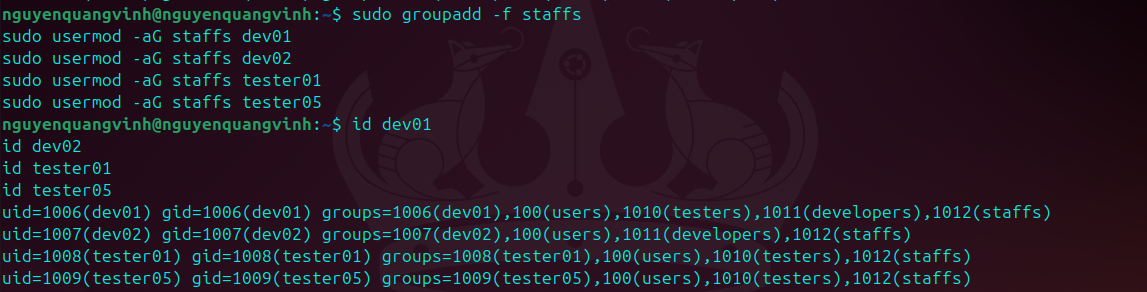 nguyenquangvinh@nguyenquangvinh:~$ sudo groupadd -f staffs
sudo usermod -aG staffs dev01
sudo usermod -aG staffs dev02
sudo usermod -aG staffs tester01
sudo usermod -aG staffs tester05
nguyenquangvinh@nguyenquangvinh:~$ id dev01
id dev02
id tester01
id tester05
uid=1006(dev01) gid=1006(dev01) groups=1006(dev01),100(users),1010(testers),1011(developers),1012(staffs)
uid=1007(dev02) gid=1007(dev02) groups=1007(dev02),100(users),1011(developers),1012(staffs)
uid=1008(tester01) gid=1008(tester01) groups=1008(tester01),100(users),1010(testers),1012(staffs)
uid=1009(tester05) gid=1009(tester05) groups=1009(tester05),100(users),1010(testers),1012(staffs)